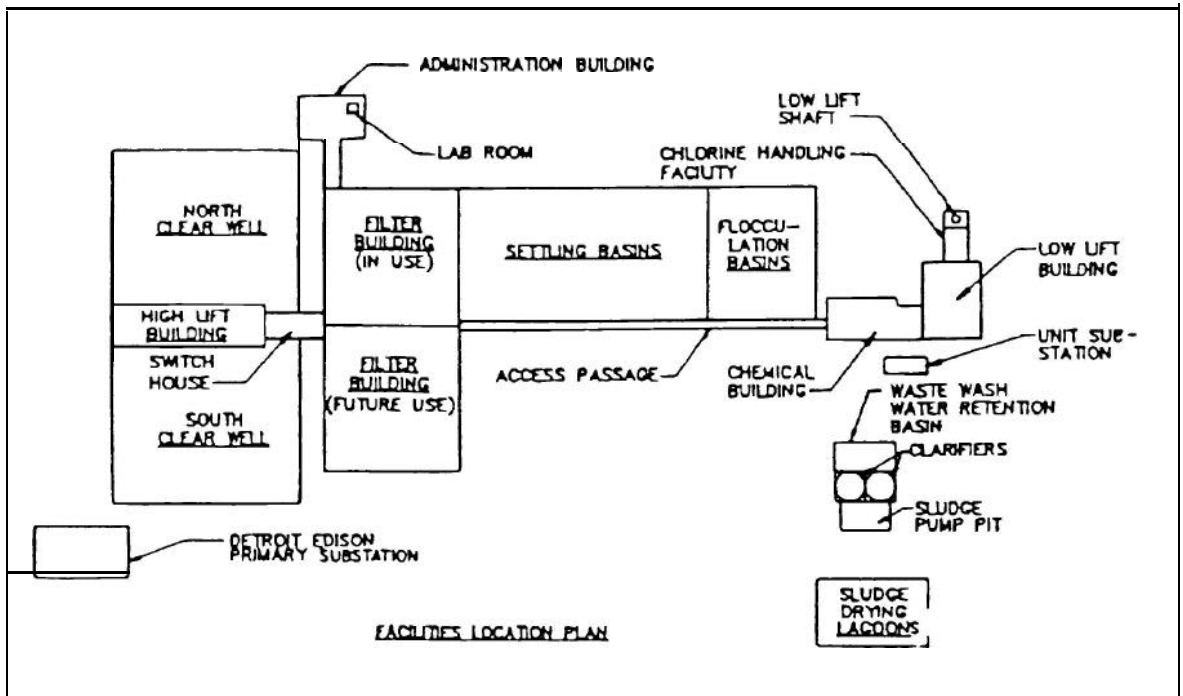 ADMINISTRATION BUILDING
LAB ROOM
LOW LIFT
SHAFT
CHLORINE HANDLING
FACILITY
NORTH
CLEAR WELL
FILTER
BUILDING
(IN USE)
SETTLING BASINS
FLOCCU-
LATION
BASINS
LOW LIFT
BUILDING
HIGH LIFT
BUILDING
SWITCH
HOUSE
FILTER
BUILDING
(FUTURE USE)
ACCESS PASSAGE
CHEMICAL
BUILDING
UNIT SUB-
STATION
SOUTH
CLEAR WELL
WASTE WASH
WATER RETENTION
BASIN
CLARIFIERS
SLUDGE
PUMP PIT
DETROIT EDISON
PRIMARY SUBSTATION
SLUDGE
DRYING
LAGOONS
FACILITIES LOCATION PLAN